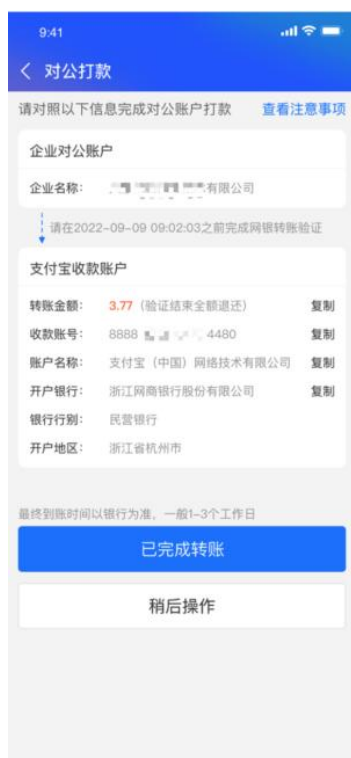 9:41
对公打款
请对照以下信息完成对公账户打款 查看注意事项
企业对公账户
企业名称: 有限公司
请在2022-09-09 09:02:03之前完成网银转账验证
支付宝收款账户
转账金额: 3.77（验证结束全额退还） 复制
收款账号: 8888 4480 复制
账户名称: 支付宝（中国）网络技术有限公司 复制
开户银行: 浙江网商银行股份有限公司 复制
银行行别: 民营银行
开户地区: 浙江省杭州市
最终到账时间以银行为准，一般1-3个工作日
已完成转账
稍后操作